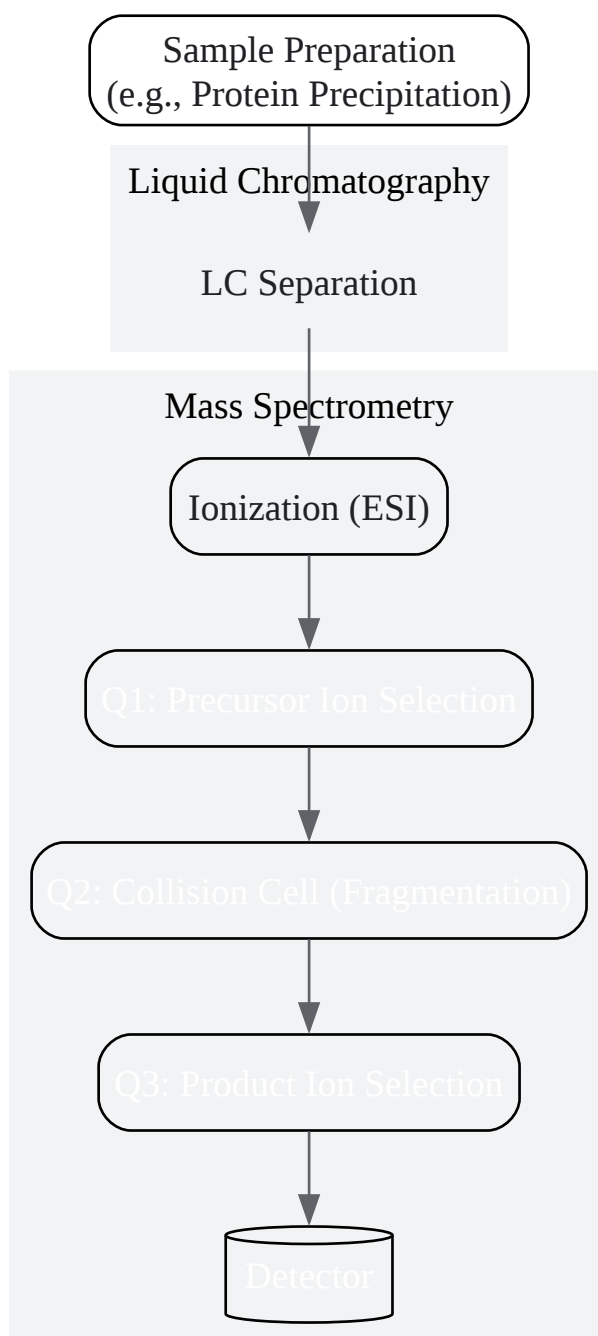 Sample Preparation
(e.g., Protein Precipitation)
Liquid Chromatography
LC Separation
Mass Spectrometry
Ionization (ESI)
Q1: Precursor Ion Selection
Q2: Collision Cell (Fragmentation)
Q3: Product Ion Selection
Detector